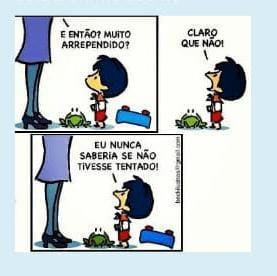 E ENTÃO? MUITO
ARREPENDIDO?
CLARO
QUE NÃO!
EU NUNCA
SABERIA SE NÃO
TIVESSE TENTADO!